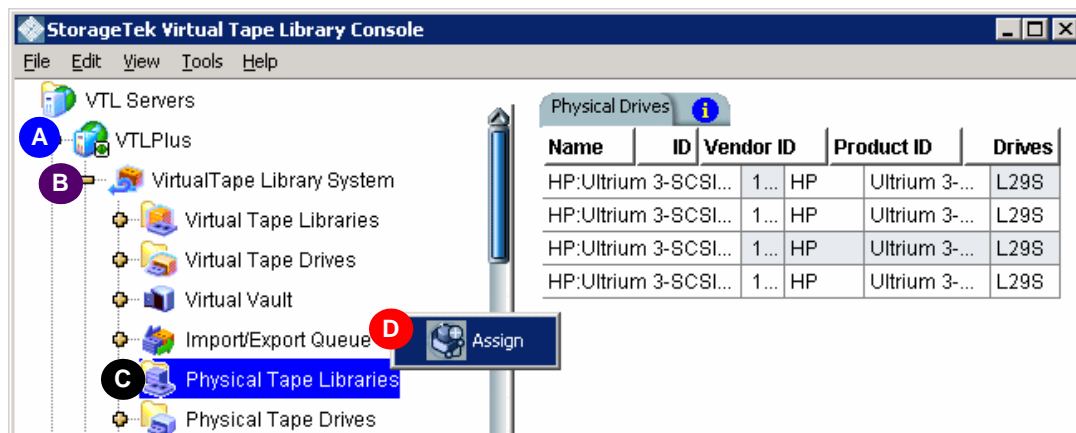 StorageTek Virtual Tape Library Console
File Edit View Tools Help
VTL Servers
A VTLPlus
B VirtualTape Library System
Virtual Tape Libraries
Virtual Tape Drives
Virtual Vault
Import/Export Queue
D Assign
C Physical Tape Libraries
Physical Tape Drives
Physical Drives i
Name ID Vendor ID Product ID Drives
HP:Ultrium 3-SCSI... 1... HP Ultrium 3-... L29S
HP:Ultrium 3-SCSI... 1... HP Ultrium 3-... L29S
HP:Ultrium 3-SCSI... 1... HP Ultrium 3-... L29S
HP:Ultrium 3-SCSI... 1... HP Ultrium 3-... L29S